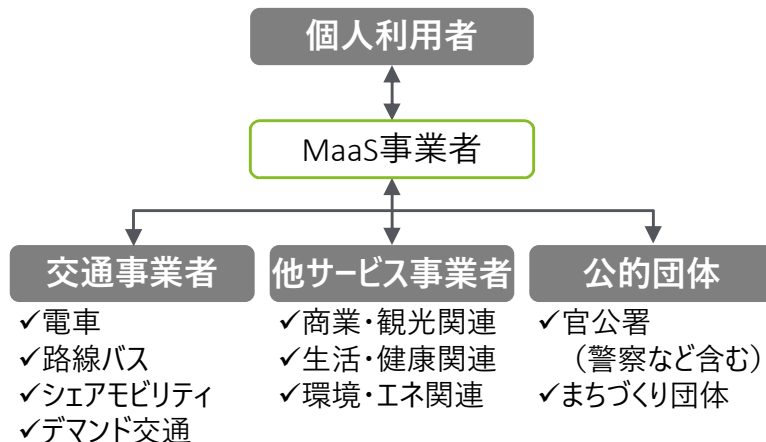 個人利用者
MaaS事業者
交通事業者
✓電車
✓路線バス
✓シェアモビリティ
✓デマンド交通
他サービス事業者
✓商業・観光関連
✓生活・健康関連
✓環境・エネ関連
公的団体
✓官公署
（警察など含む）
✓まちづくり団体